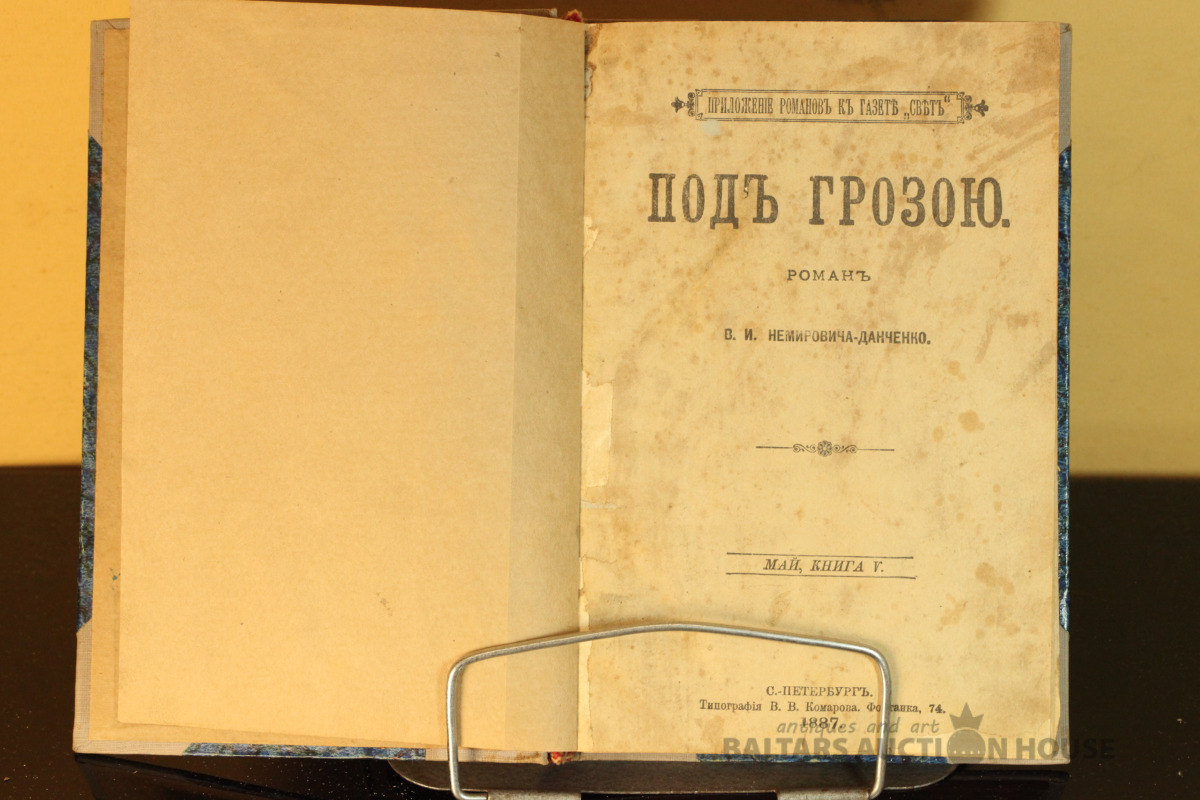 ПРИЛОЖЕНІЕ РОМАНОВЪ КЪ ГАЗЕТѢ „СВѢТЪ“
ПОДЪ ГРОЗОЮ.
РОМАНЪ
В. И. НЕМИРОВИЧА-ДАНЧЕНКО.
МАЙ, КНИГА V.
С.-ПЕТЕРБУРГЪ.
Типографія В. В. Комарова. Фонтанка, 74.
1887.
antiques and art
BALTARS AUCTION HOUSE